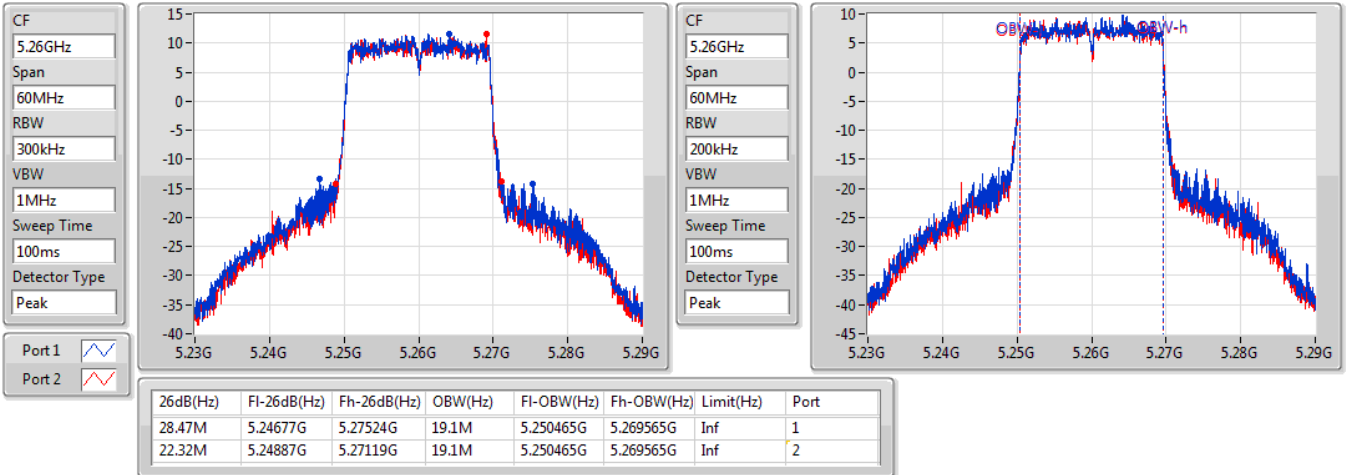 CF
5.26GHz
Span
60MHz
RBW
300kHz
VBW
1MHz
Sweep Time
100ms
Detector Type
Peak
Port 1
Port 2
15
10
5
0
-5
-10
-15
-20
-25
-30
-35
-40
5.23G 5.24G 5.25G 5.26G 5.27G 5.28G 5.29G
CF
5.26GHz
Span
60MHz
RBW
200kHz
VBW
1MHz
Sweep Time
100ms
Detector Type
Peak
10
5
0
-5
-10
-15
-20
-25
-30
-35
-40
-45
OBW-h
5.23G 5.24G 5.25G 5.26G 5.27G 5.28G 5.29G
26dB(Hz) Fl-26dB(Hz) Fh-26dB(Hz) OBW(Hz) Fl-OBW(Hz) Fh-OBW(Hz) Limit(Hz) Port
28.47M 5.24677G 5.27524G 19.1M 5.250465G 5.269565G Inf 1
22.32M 5.24887G 5.27119G 19.1M 5.250465G 5.269565G Inf 2